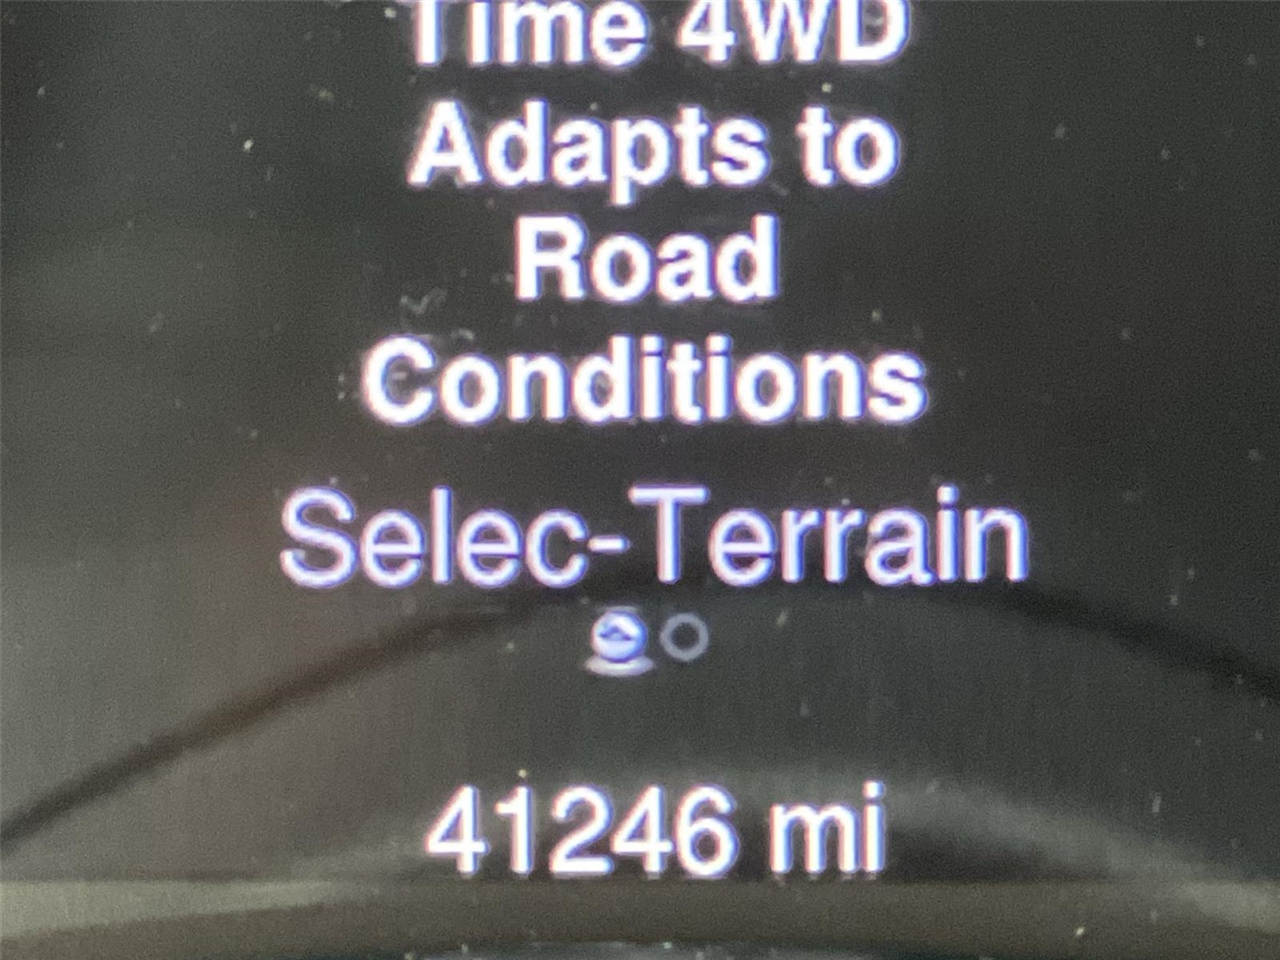 Time 4WD
Adapts to
Road
Conditions
Selec-Terrain
41246 mi